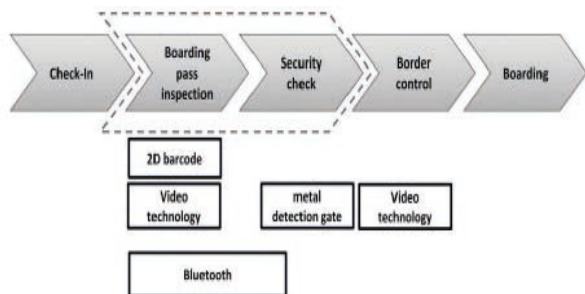 Check-In
Boarding
pass
inspection
Security
check
Border
control
Boarding
2D barcode
Video
technology
metal
detection gate
Video
technology
Bluetooth